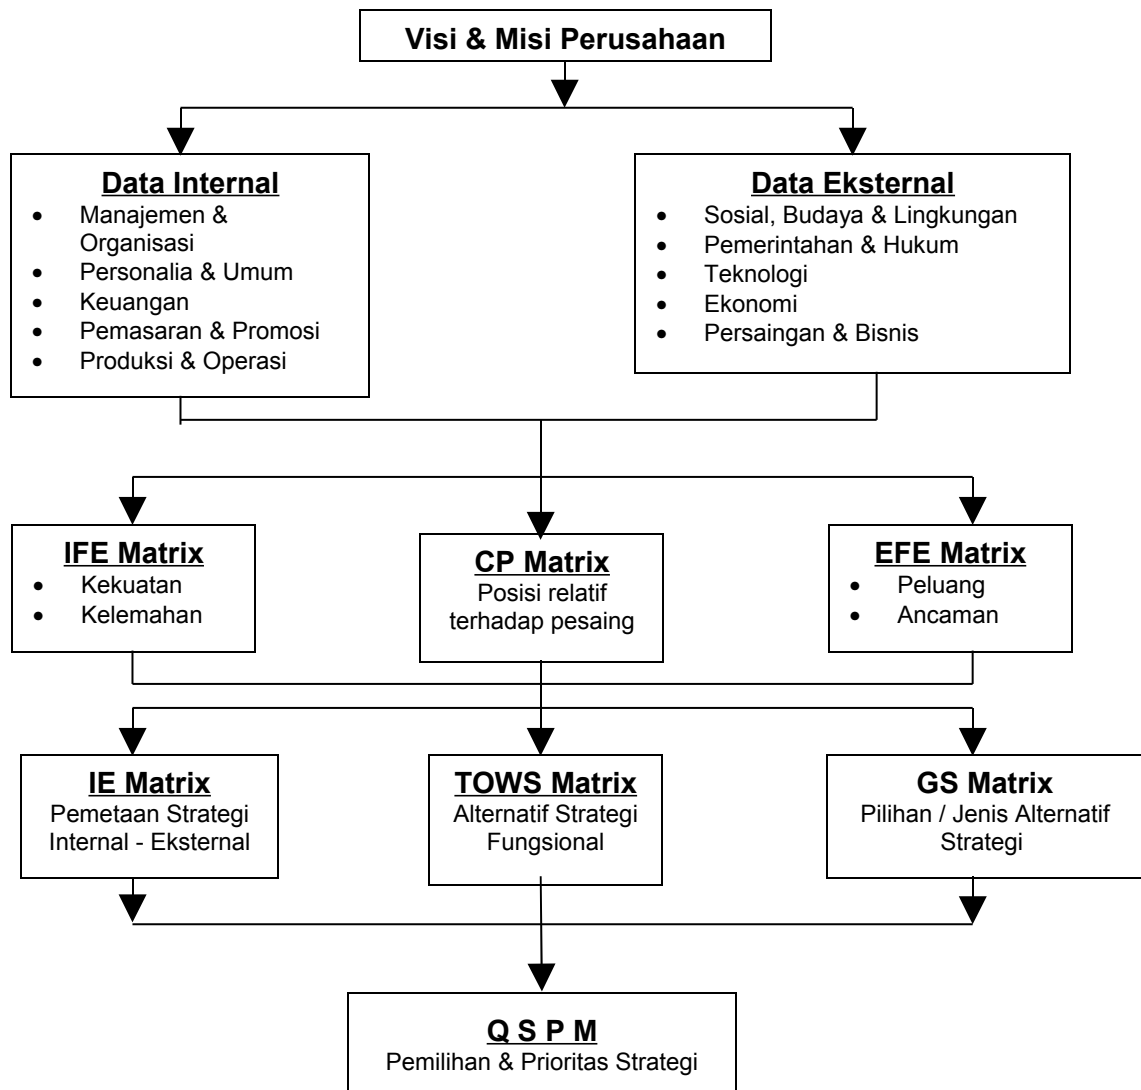 Visi & Misi Perusahaan
Data Internal
• Manajemen &
Organisasi
• Personalia & Umum
• Keuangan
• Pemasaran & Promosi
• Produksi & Operasi
Data Eksternal
• Sosial, Budaya & Lingkungan
• Pemerintahan & Hukum
• Teknologi
• Ekonomi
• Persaingan & Bisnis
IFE Matrix
• Kekuatan
• Kelemahan
CP Matrix
Posisi relatif
terhadap pesaing
EFE Matrix
• Peluang
• Ancaman
IE Matrix
Pemetaan Strategi
Internal - Eksternal
TOWS Matrix
Alternatif Strategi
Fungsional
GS Matrix
Pilihan / Jenis Alternatif
Strategi
Q S P M
Pemilihan & Prioritas Strategi